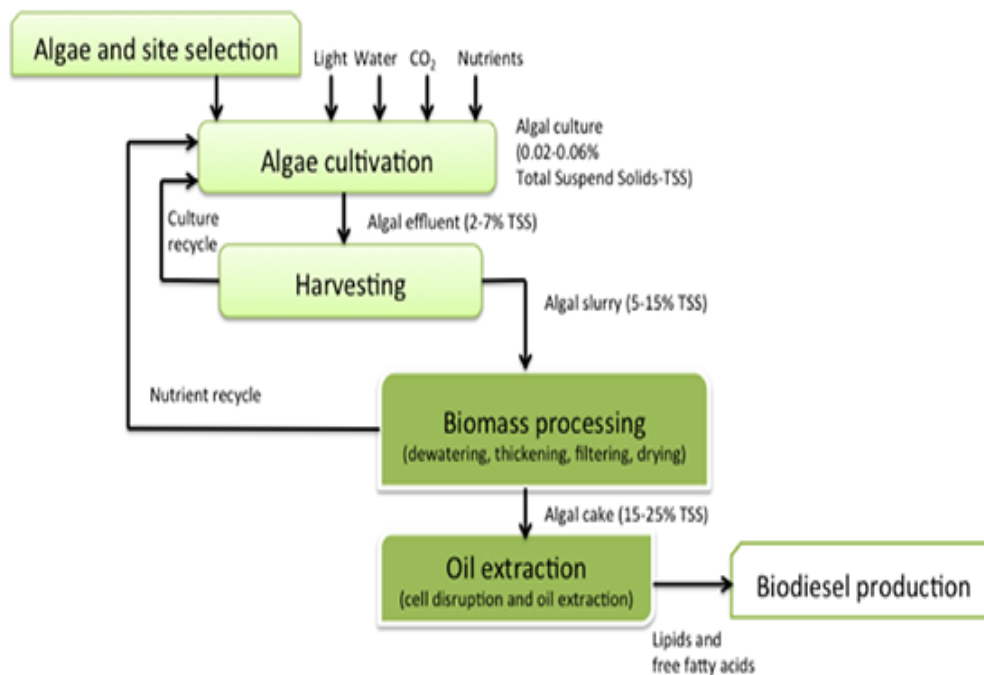 Algae and site selection
Light Water CO₂ Nutrients
Algae cultivation
Algal culture
(0.02-0.06%
Total Suspend Solids-TSS)
Culture
recycle
Algal effluent (2-7% TSS)
Harvesting
Algal slurry (5-15% TSS)
Nutrient recycle
Biomass processing
(dewatering, thickening, filtering, drying)
Algal cake (15-25% TSS)
Oil extraction
(cell disruption and oil extraction)
Biodiesel production
Lipids and
free fatty acids